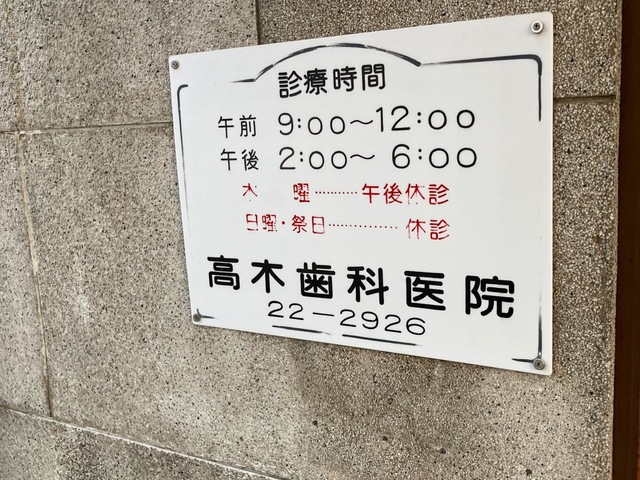 診療時間
午前 9:00～12:00
午後 2:00～ 6:00
木 曜………午後休診
日曜・祭日……………休診
高木歯科医院
22－2926